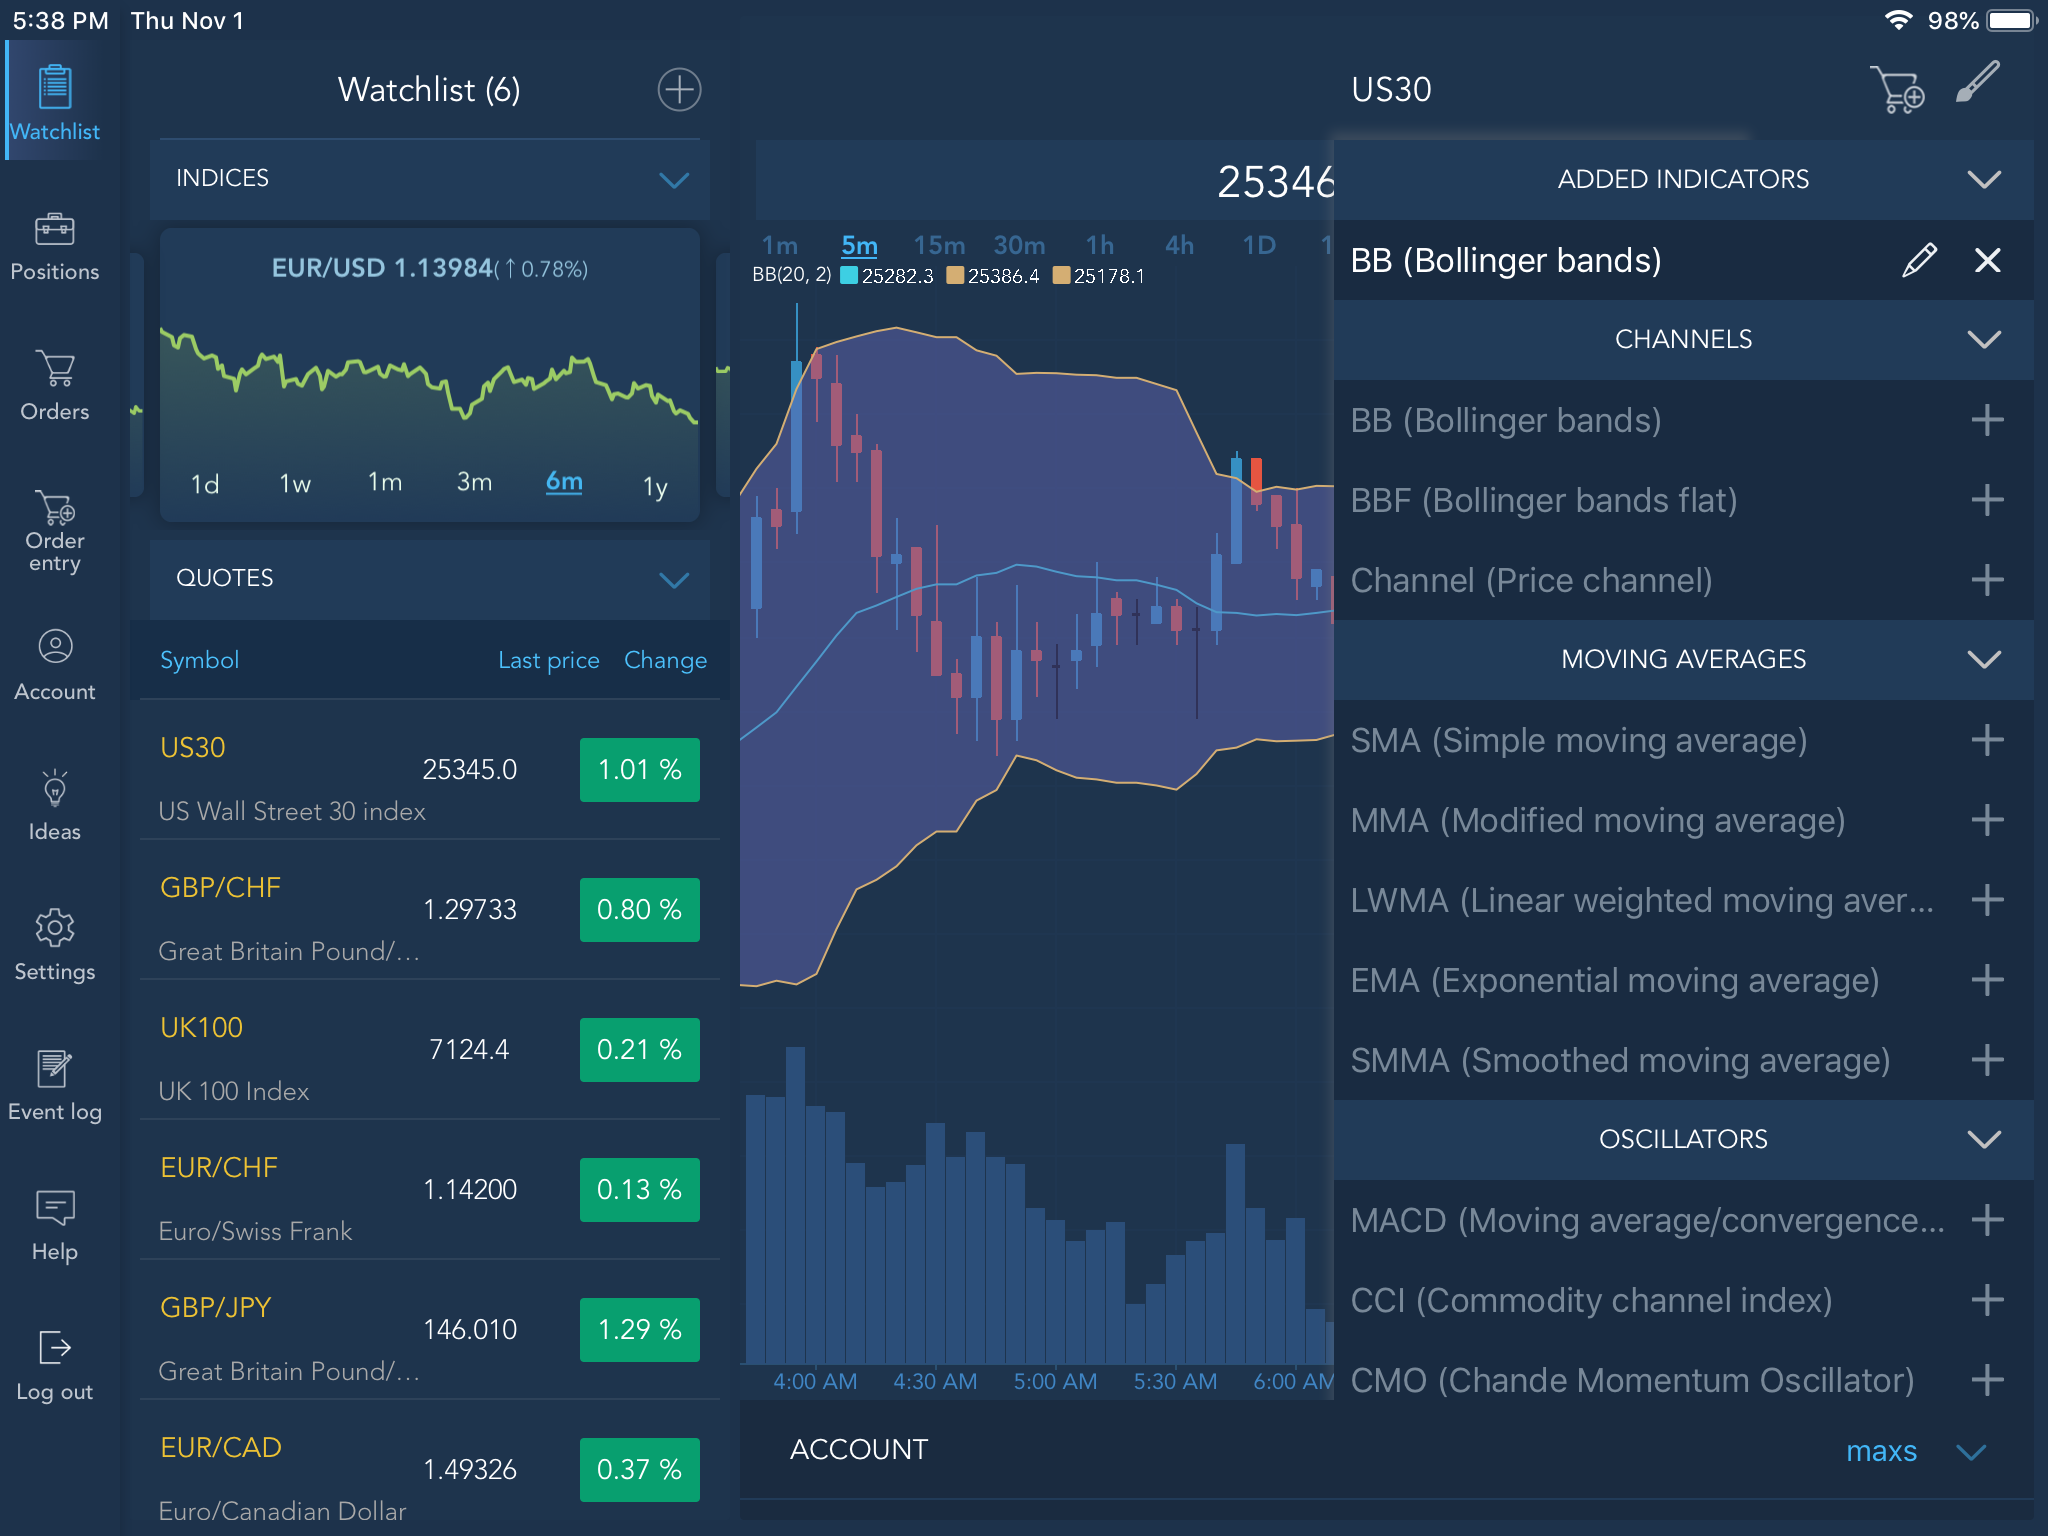 5:38 PM Thu Nov 1
98%
Watchlist
Positions
Orders
Order
entry
Account
Ideas
Settings
Event log
Help
Log out
Watchlist (6)
INDICES
EUR/USD 1.13984(↑0.78%)
1d 1w 1m 3m 6m 1y
QUOTES
Symbol Last price Change
US30
25345.0 1.01 %
US Wall Street 30 index
GBP/CHF
1.29733 0.80 %
Great Britain Pound/...
UK100
7124.4 0.21 %
UK 100 Index
EUR/CHF
1.14200 0.13 %
Euro/Swiss Frank
GBP/JPY
146.010 1.29 %
Great Britain Pound/...
EUR/CAD
1.49326 0.37 %
Euro/Canadian Dollar
US30
25346
1m 5m 15m 30m 1h 4h 1D 1
BB(20, 2) 25282.3 25386.4 25178.1
4:00 AM 4:30 AM 5:00 AM 5:30 AM 6:00 AM
ADDED INDICATORS
BB (Bollinger bands)
CHANNELS
BB (Bollinger bands)
BBF (Bollinger bands flat)
Channel (Price channel)
MOVING AVERAGES
SMA (Simple moving average)
MMA (Modified moving average)
LWMA (Linear weighted moving aver...
EMA (Exponential moving average)
SMMA (Smoothed moving average)
OSCILLATORS
MACD (Moving average/convergence...
CCI (Commodity channel index)
CMO (Chande Momentum Oscillator)
ACCOUNT maxs